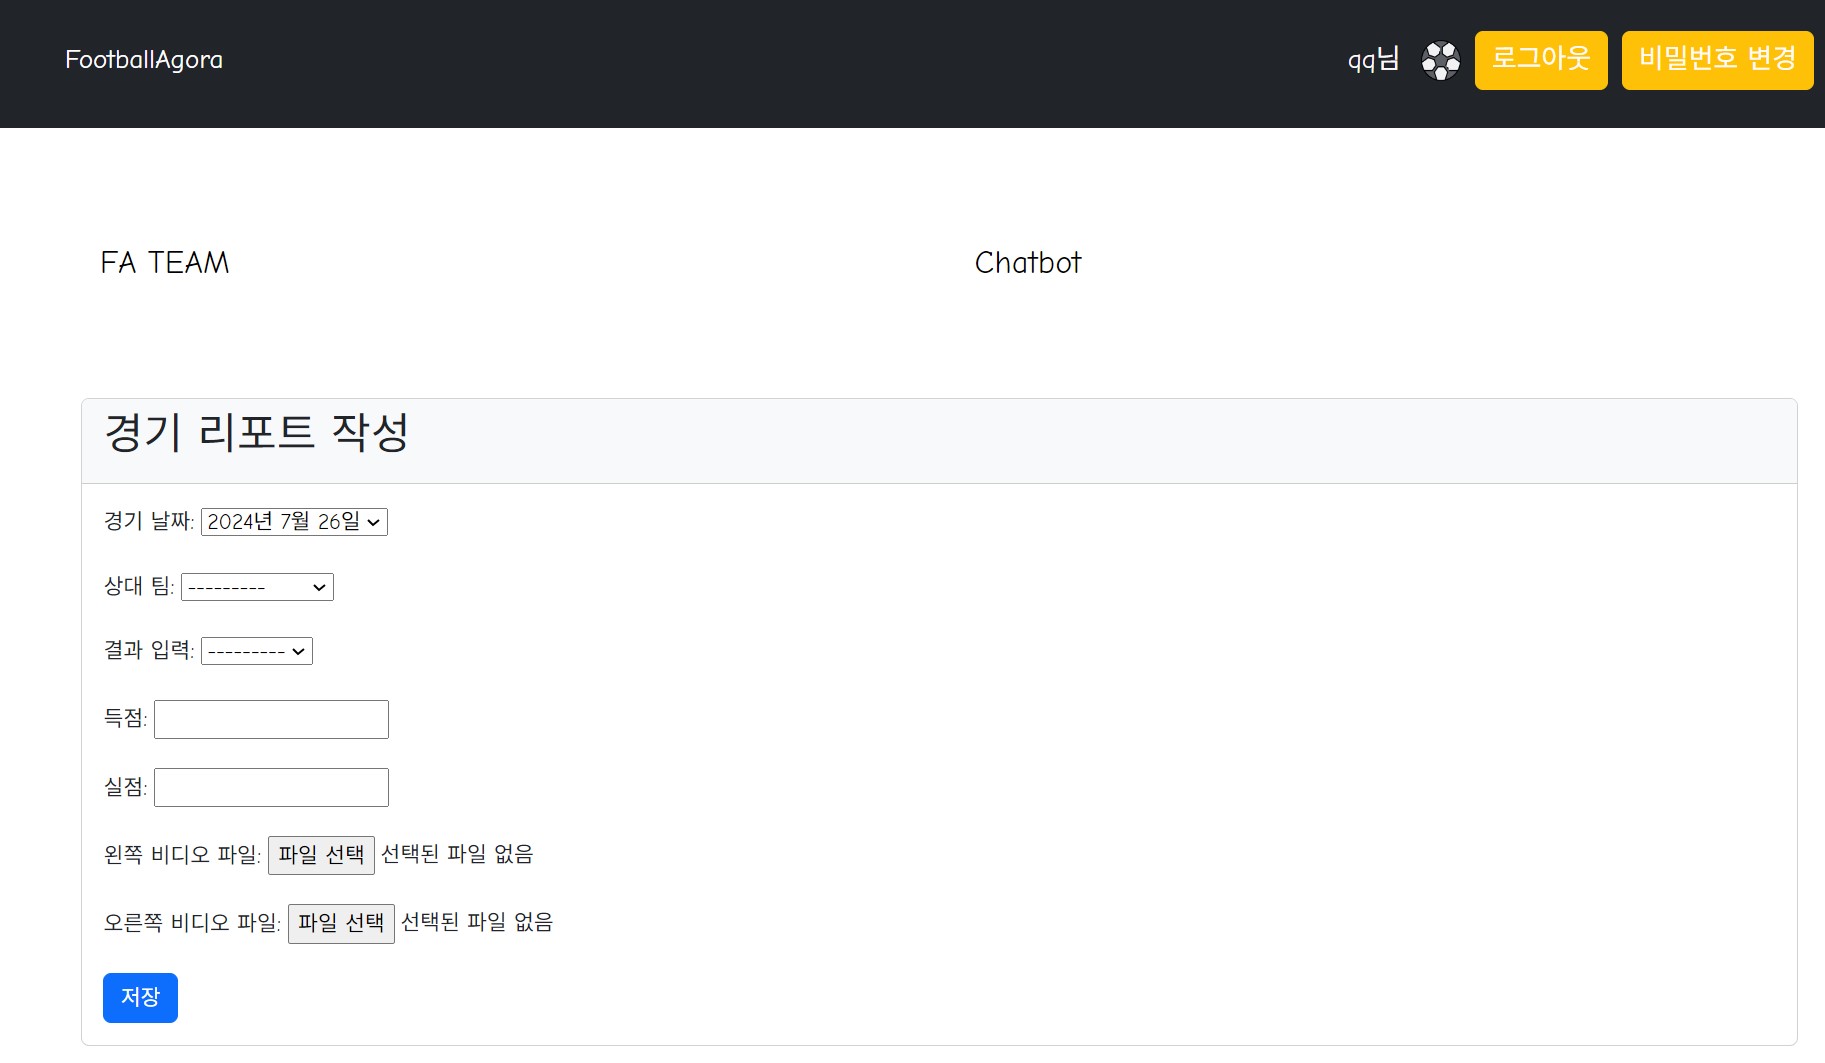 FootballAgora qq님 로그아웃 비밀번호 변경
FA TEAM Chatbot
경기 리포트 작성
경기 날짜: 2024년 7월 26일
상대 팀: ---------
결과 입력: ---------
득점:
실점:
왼쪽 비디오 파일: 파일 선택 선택된 파일 없음
오른쪽 비디오 파일: 파일 선택 선택된 파일 없음
저장